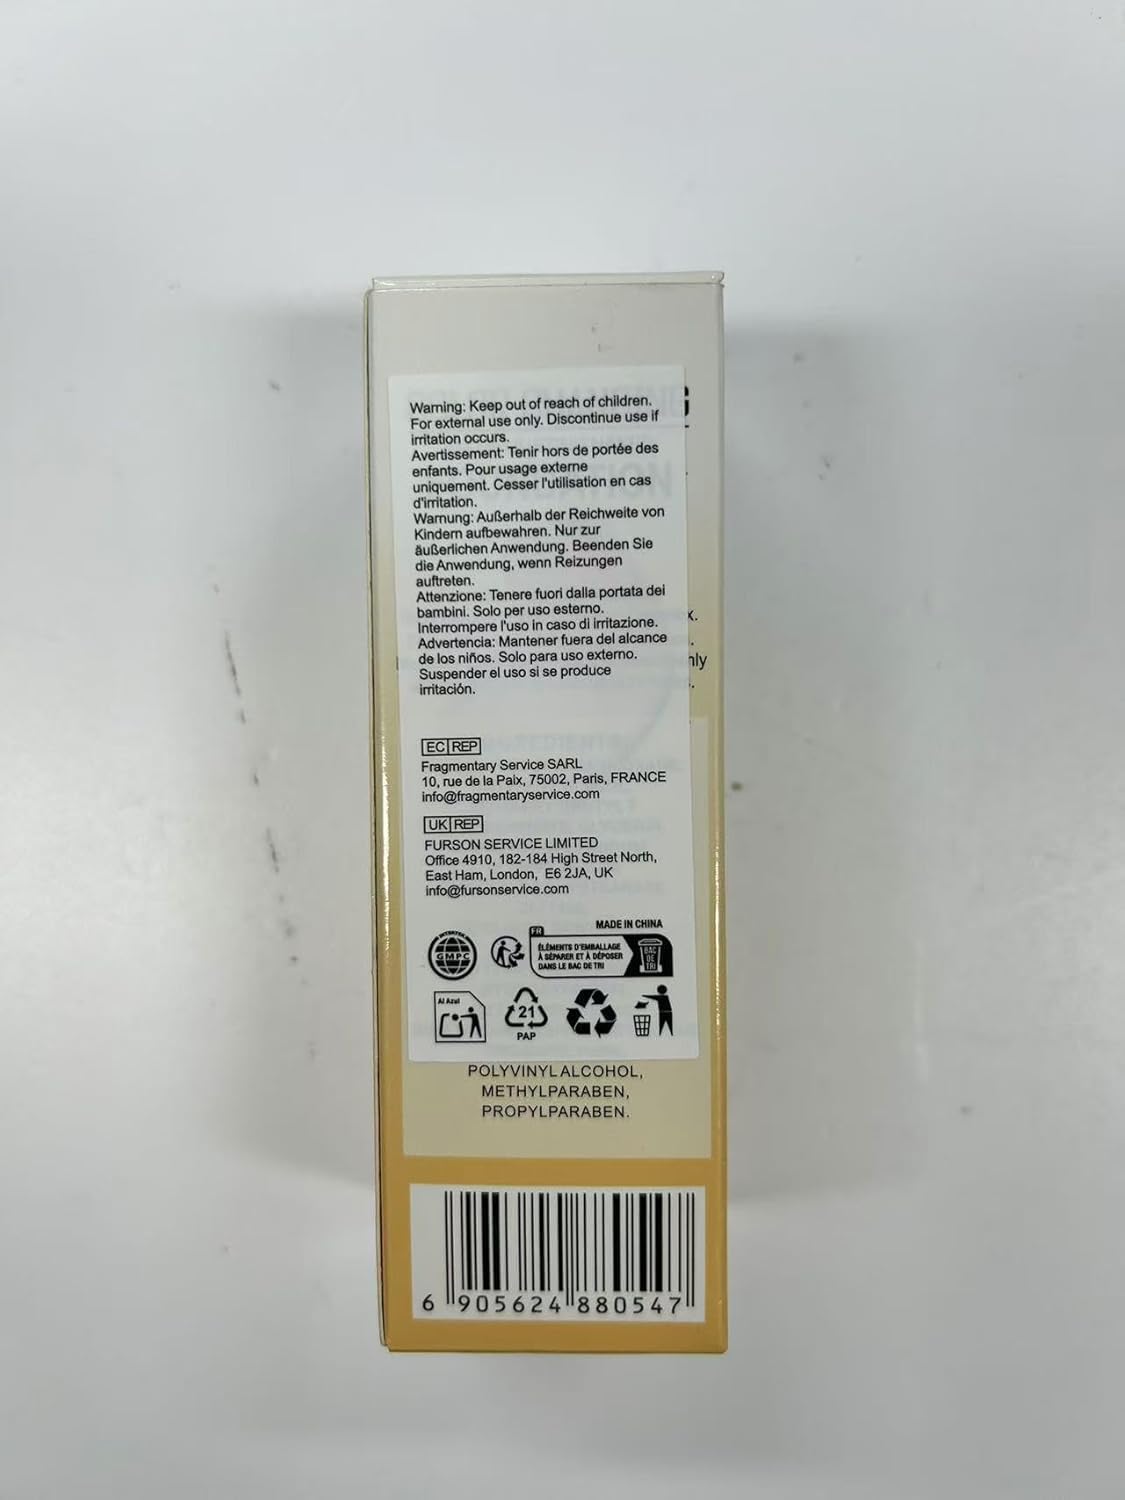 G
Warning: Keep out of reach of children.
For external use only. Discontinue use if
irritation occurs.
Avertissement: Tenir hors de portée des
enfants. Pour usage externe
uniquement. Cesser l'utilisation en cas
d'irritation.
Warnung: Außerhalb der Reichweite von
Kindern aufbewahren. Nur zur
äußerlichen Anwendung. Beenden Sie
die Anwendung, wenn Reizungen
auftreten.
Attenzione: Tenere fuori dalla portata dei
bambini. Solo per uso esterno.
Interrompere l'uso in caso di irritazione.
Advertencia: Mantener fuera del alcance
de los niños. Solo para uso externo.
Suspender el uso si se produce
irritación.
EC REP
Fragmentary Service SARL
10, rue de la Paix, 75002, Paris, FRANCE
info@fragmentaryservice.com
UK REP
FURSON SERVICE LIMITED
Office 4910, 182-184 High Street North,
East Ham, London, E6 2JA, UK
info@fursonservice.com
MADE IN CHINA
INTERTEK
GMPC
FR
ÉLÉMENTS D'EMBALLAGE
À SÉPARER ET À DÉPOSER
DANS LE BAC DE TRI
BAC
DE
TRI
Al Azul
21
PAP
POLYVINYL ALCOHOL,
METHYLPARABEN,
PROPYLPARABEN.
6 905624 880547